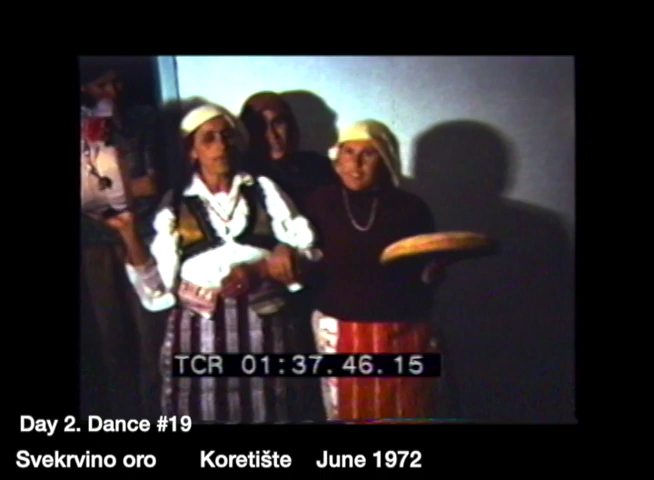 TCR 01:37.46.15
Day 2. Dance #19
Svekrvino oro Koretište June 1972